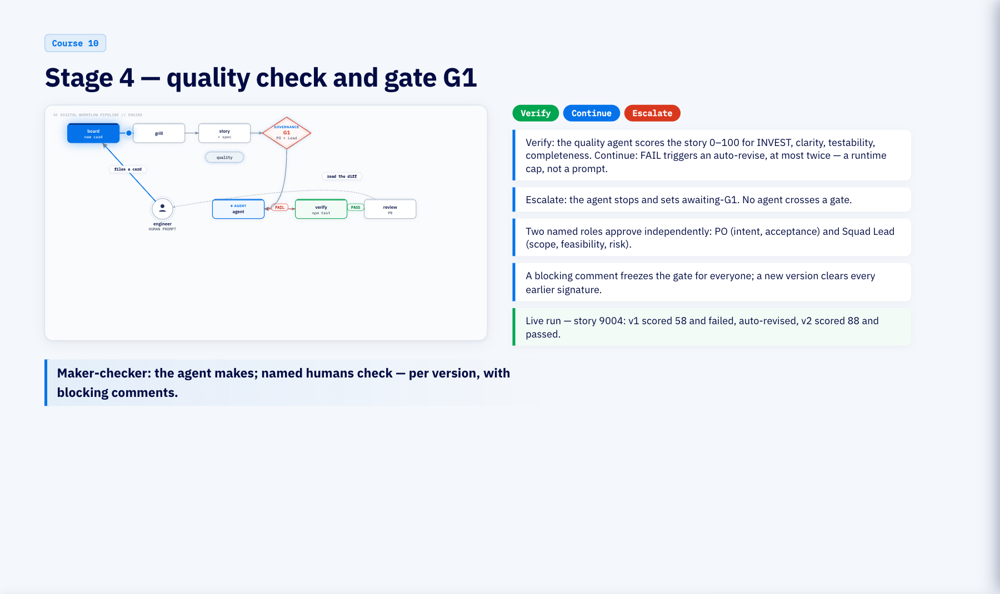 Course 10
Stage 4 — quality check and gate G1
SC DIGITAL WORKFLOW PIPELINE // ENGINE
board
new card
grill
story
+ spec
GOVERNANCE
G1
PO + Lead
quality
files a card
read the diff
engineer
HUMAN PROMPT
✦ AGENT
agent
FAIL
verify
npm test
PASS
review
PR
Verify
Continue
Escalate
Verify: the quality agent scores the story 0–100 for INVEST, clarity, testability,
completeness. Continue: FAIL triggers an auto-revise, at most twice — a runtime
cap, not a prompt.
Escalate: the agent stops and sets awaiting-G1. No agent crosses a gate.
Two named roles approve independently: PO (intent, acceptance) and Squad Lead
(scope, feasibility, risk).
A blocking comment freezes the gate for everyone; a new version clears every
earlier signature.
Live run — story 9004: v1 scored 58 and failed, auto-revised, v2 scored 88 and
passed.
Maker-checker: the agent makes; named humans check — per version, with
blocking comments.